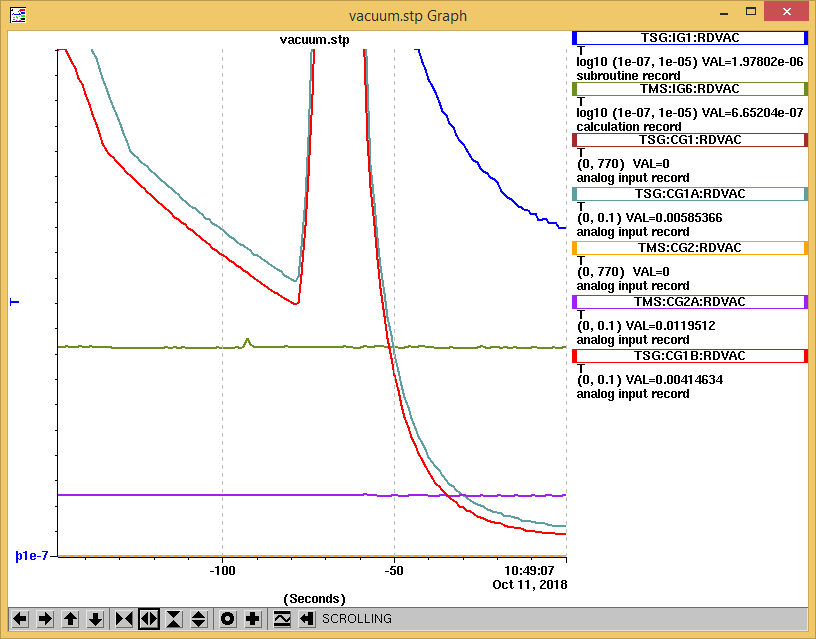 vacuum.stp Graph
vacuum.stp
TSG:IG1:RDVAC
T
log10 (1e-07, 1e-05) VAL=1.97802e-06
subroutine record
TMS:IG6:RDVAC
T
log10 (1e-07, 1e-05) VAL=6.65204e-07
calculation record
TSG:CG1:RDVAC
T
(0, 770) VAL=0
analog input record
TSG:CG1A:RDVAC
T
(0, 0.1) VAL=0.00585366
analog input record
TMS:CG2:RDVAC
T
(0, 770) VAL=0
analog input record
TMS:CG2A:RDVAC
T
(0, 0.1) VAL=0.0119512
analog input record
TSG:CG1B:RDVAC
T
(0, 0.1) VAL=0.00414634
analog input record
T
1e-7
-100
-50
10:49:07
Oct 11, 2018
(Seconds)
SCROLLING